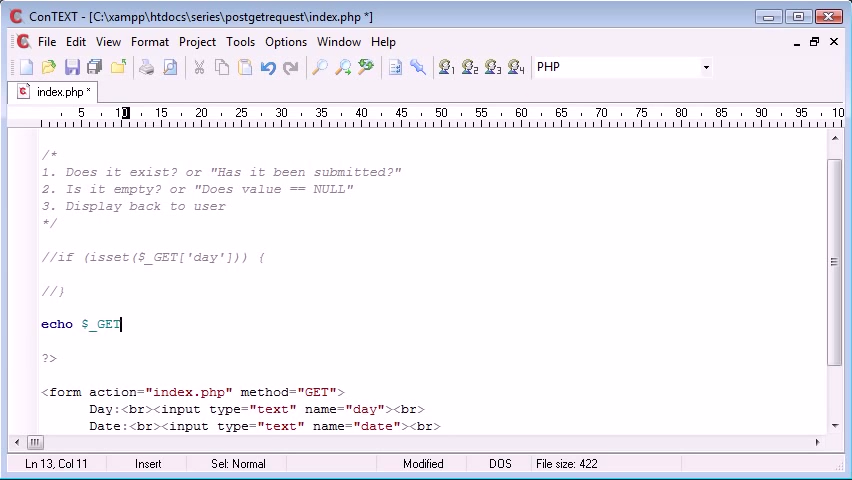 ConTEXT - [C:\xampp\htdocs\series\postgetrequest\index.php *]
File Edit View Format Project Tools Options Window Help
1 2 3 4 PHP
index.php *
5 10 15 20 25 30 35 40 45 50 55 60 65 70 75 80 85 90 95 10
/*
1. Does it exist? or "Has it been submitted?"
2. Is it empty? or "Does value == NULL"
3. Display back to user
*/
//if (isset($_GET['day'])) {
//}
echo $_GET
?>
<form action="index.php" method="GET">
Day:<br><input type="text" name="day"><br>
Date:<br><input type="text" name="date"><br>
Ln 13, Col 11 Insert Sel: Normal Modified DOS File size: 422